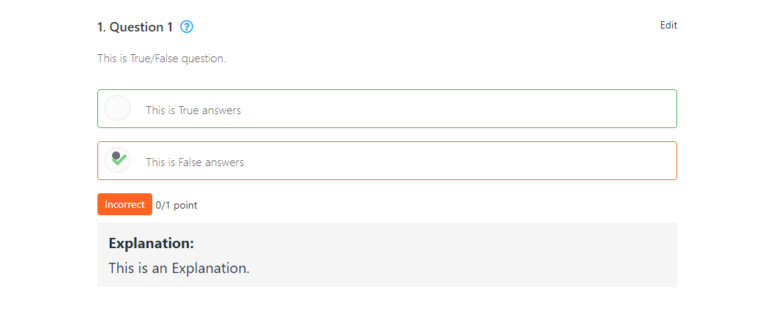 1. Question 1 ?
Edit
This is True/False question.
This is True answers
This is False answers
Incorrect 0/1 point
Explanation:
This is an Explanation.